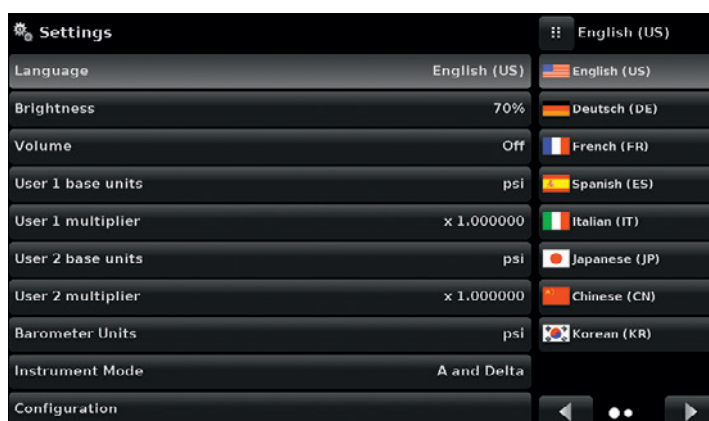 Settings
Language English (US)
Brightness 70%
Volume Off
User 1 base units psi
User 1 multiplier x 1.000000
User 2 base units psi
User 2 multiplier x 1.000000
Barometer Units psi
Instrument Mode A and Delta
Configuration
English (US)
English (US)
Deutsch (DE)
French (FR)
Spanish (ES)
Italian (IT)
Japanese (JP)
Chinese (CN)
Korean (KR)